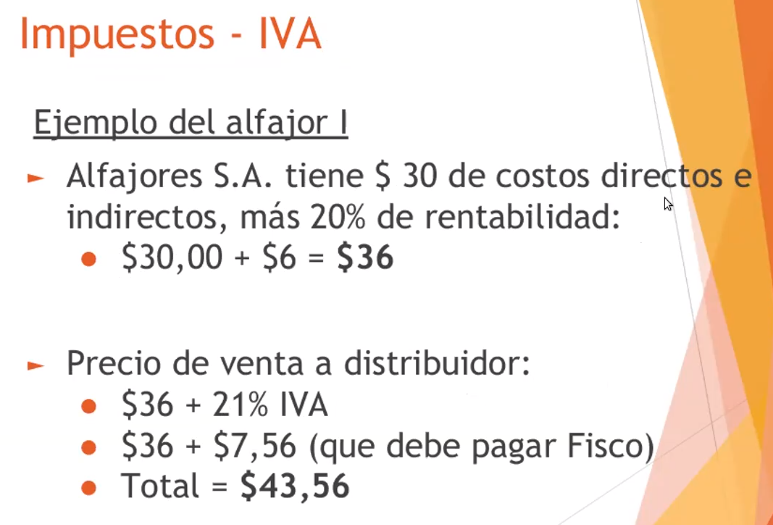 Impuestos - IVA
Ejemplo del alfajor I
► Alfajores S.A. tiene $ 30 de costos directos e
indirectos, más 20% de rentabilidad:
● $30,00 + $6 = $36
► Precio de venta a distribuidor:
● $36 + 21% IVA
● $36 + $7,56 (que debe pagar Fisco)
● Total = $43,56